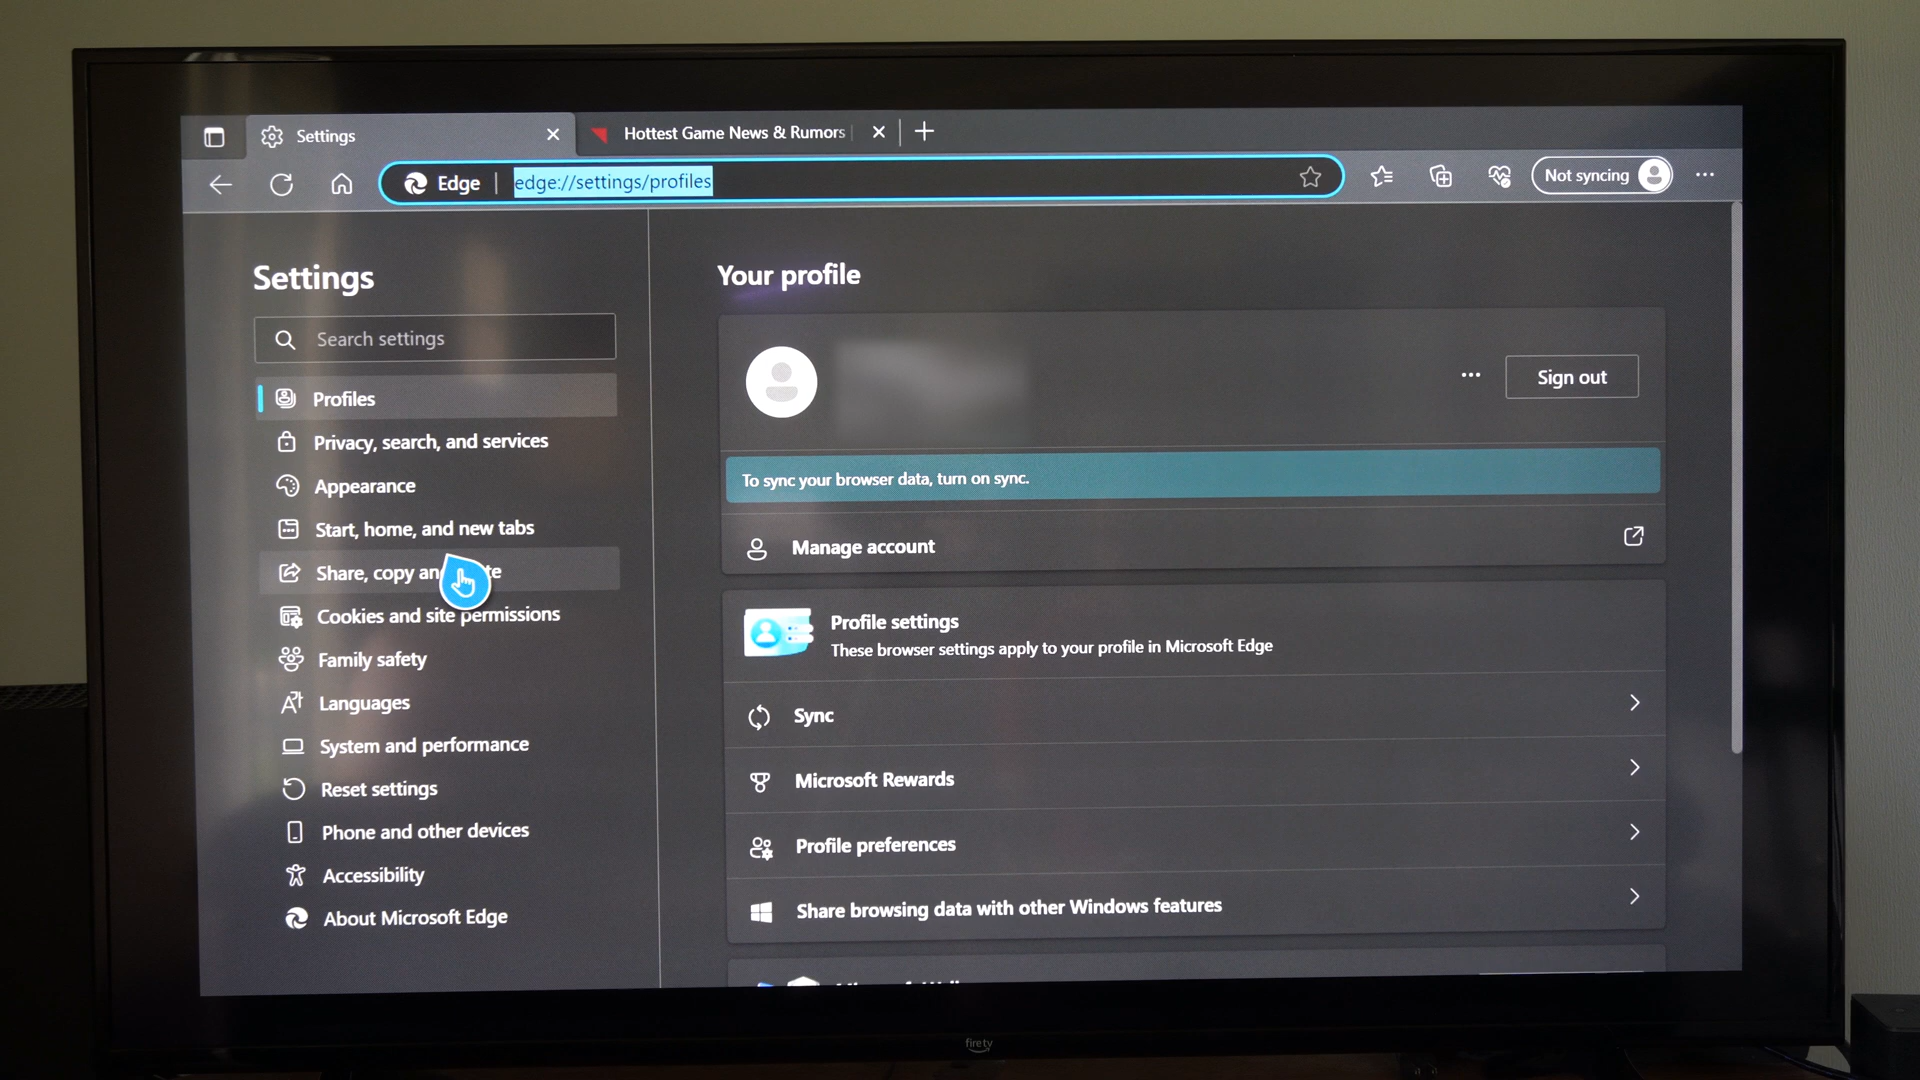 Settings
Hottest Game News & Rumors
Edge
edge://settings/profiles
Not syncing
Settings
Search settings
Profiles
Privacy, search, and services
Appearance
Start, home, and new tabs
Share, copy
Cookies and site permissions
Family safety
Languages
System and performance
Reset settings
Phone and other devices
Accessibility
About Microsoft Edge
Your profile
Sign out
To sync your browser data, turn on sync.
Manage account
Profile settings
These browser settings apply to your profile in Microsoft Edge
Sync
Microsoft Rewards
Profile preferences
Share browsing data with other Windows features
firetv